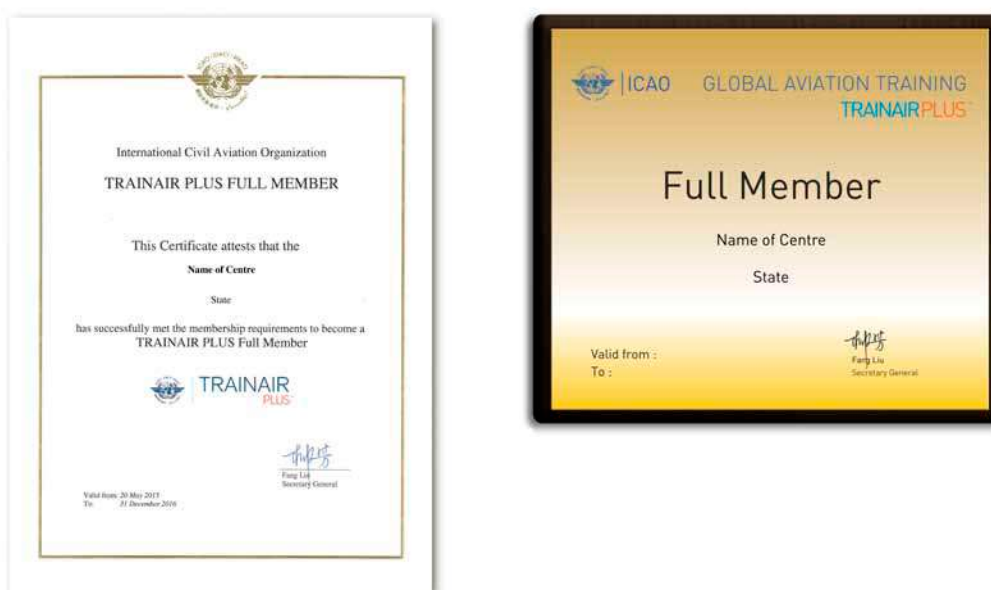 International Civil Aviation Organization
TRAINAIR PLUS FULL MEMBER
This Certificate attests that the
Name of Centre
State
has successfully met the membership requirements to become a
TRAINAIR PLUS Full Member
TRAINAIR
PLUS
Fang Liu
Secretary General
Valid from: 20 May 2015
To: 31 December 2016
ICAO GLOBAL AVIATION TRAINING
TRAINAIR PLUS
Full Member
Name of Centre
State
Valid from :
To :
Fang Liu
Secretary General